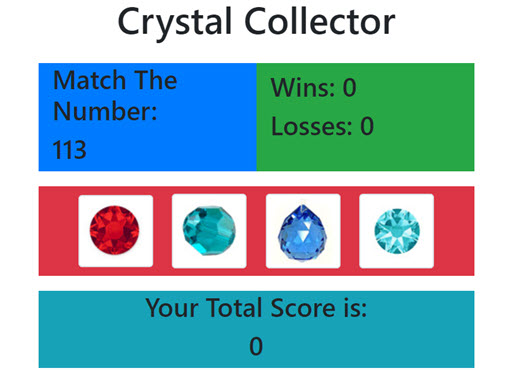 Crystal Collector
Match The
Number:
113
Wins: 0
Losses: 0
Your Total Score is:
0